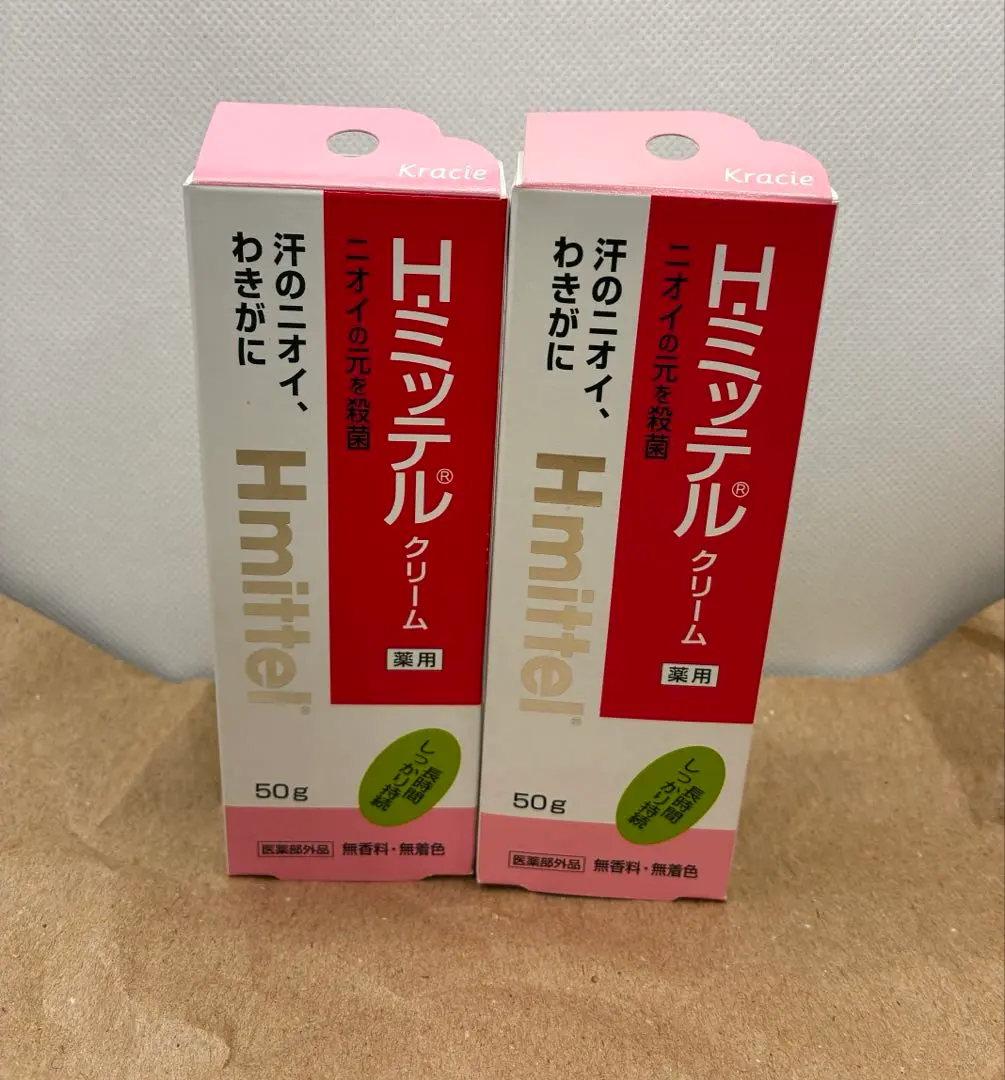 Kracie
H・ミッテル®クリーム
薬用
ニオイの元を殺菌
汗のニオイ、
わきがに
Hmittel®
長時間
しっかり持続
50g
医薬部外品 無香料・無着色
Kracie
H・ミッテル®クリーム
薬用
ニオイの元を殺菌
汗のニオイ、
わきがに
Hmittel®
長時間
しっかり持続
50g
医薬部外品 無香料・無着色